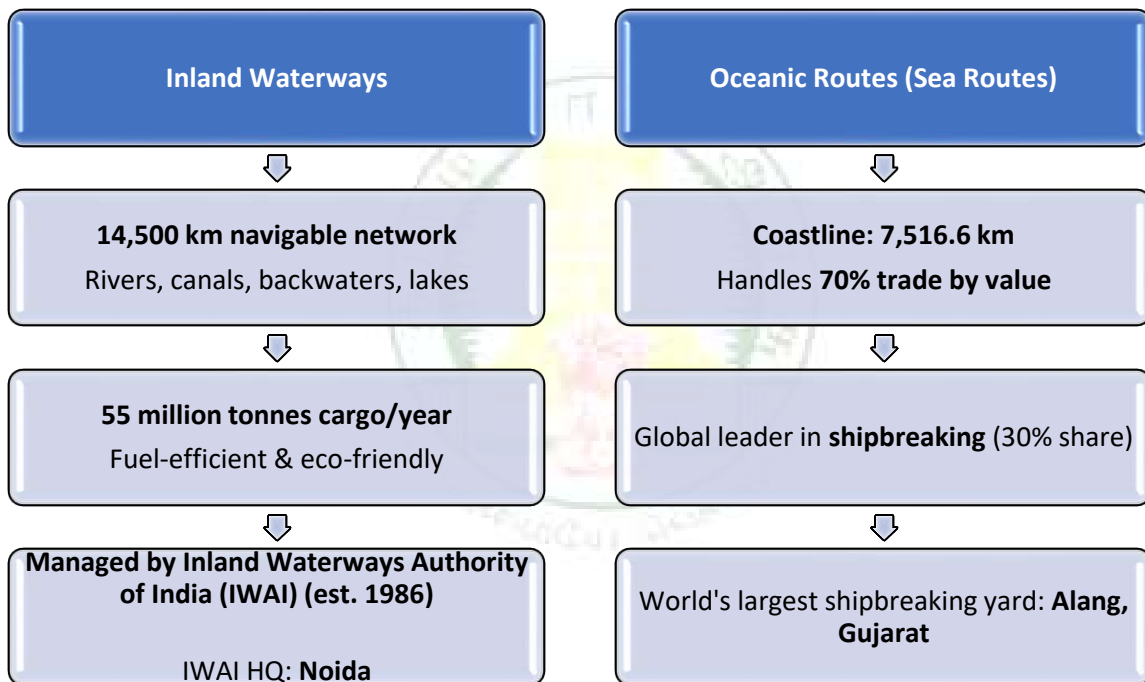 Inland Waterways
14,500 km navigable network
Rivers, canals, backwaters, lakes
55 million tonnes cargo/year
Fuel-efficient & eco-friendly
Managed by Inland Waterways Authority
of India (IWAI) (est. 1986)
IWAI HQ: Noida
Oceanic Routes (Sea Routes)
Coastline: 7,516.6 km
Handles 70% trade by value
Global leader in shipbreaking (30% share)
World's largest shipbreaking yard: Alang,
Gujarat